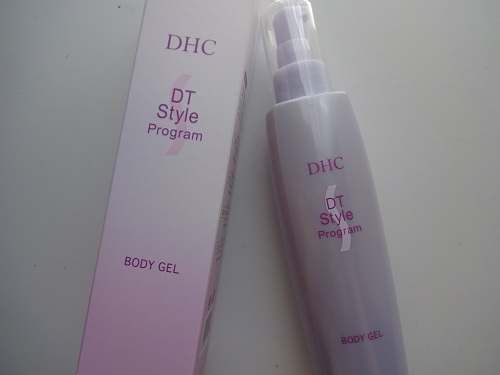 DHC
DT
Style
Program
BODY GEL
DHC
DT
Style
Program
BODY GEL